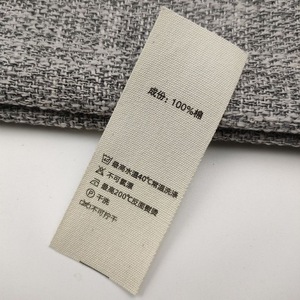 成份：100%棉
最高水温40℃常温洗涤
不可氯漂
最高200℃反面熨烫
P 干洗
不可拧干